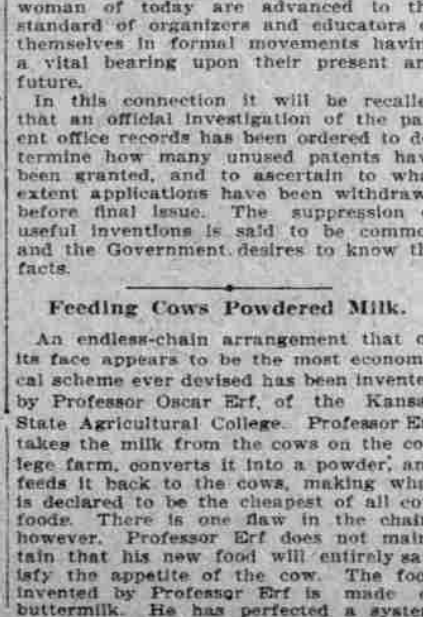 woman of today are advanced to th
standard of organizers and educators o
themselves in formal movements havin
a vital bearing upon their present an
future.
In this connection it will be recalle
that an official investigation of the pa
ent office records has been ordered to de
termine how many unused patents hav
been granted, and to ascertain to wha
extent applications have been withdraw
before final issue. The suppression o
useful inventions is said to be commo
and the Government desires to know th
facts.
Feeding Cows Powdered Milk.
An endless-chain arrangement that o
its face appears to be the most econom
cal scheme ever devised has been invente
by Professor Oscar Erf, of the Kansa
State Agricultural College. Professor Er
takes the milk from the cows on the co
lege farm, converts it into a powder, an
feeds it back to the cows, making wha
is declared to be the cheapest of all co
foods. There is one flaw in the chain
however. Professor Erf does not main
tain that his new food will entirely sa
isfy the appetite of the cow. The foo
invented by Professor Erf is made o
buttermilk. He has perfected a system